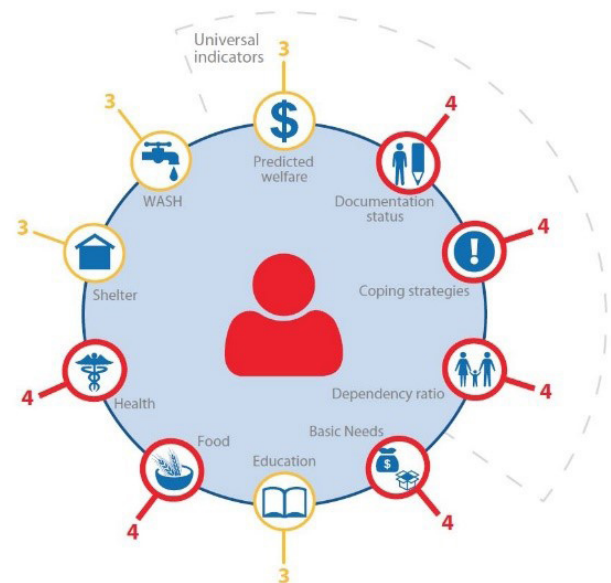 Universal
indicators
3
$
Predicted
welfare
4
Documentation
status
4
!
Coping strategies
4
Dependency ratio
4
$
Basic Needs
3
Education
4
Food
4
Health
3
Shelter
3
WASH